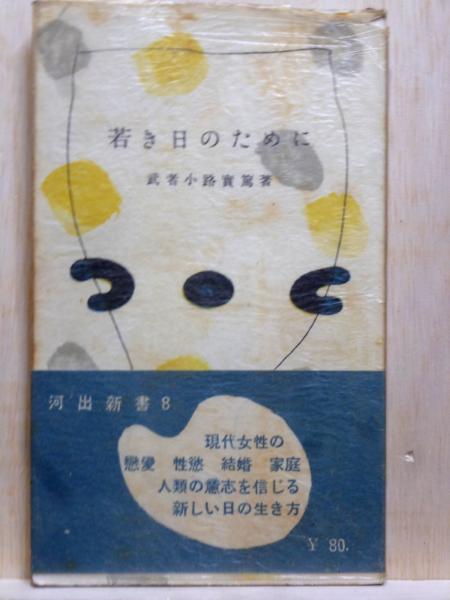 若き日のために
武者小路實篤著
河出新書8
現代女性の
戀愛 性慾 結婚 家庭
人類の意志を信じる
新しい日の生き方
¥ 80.